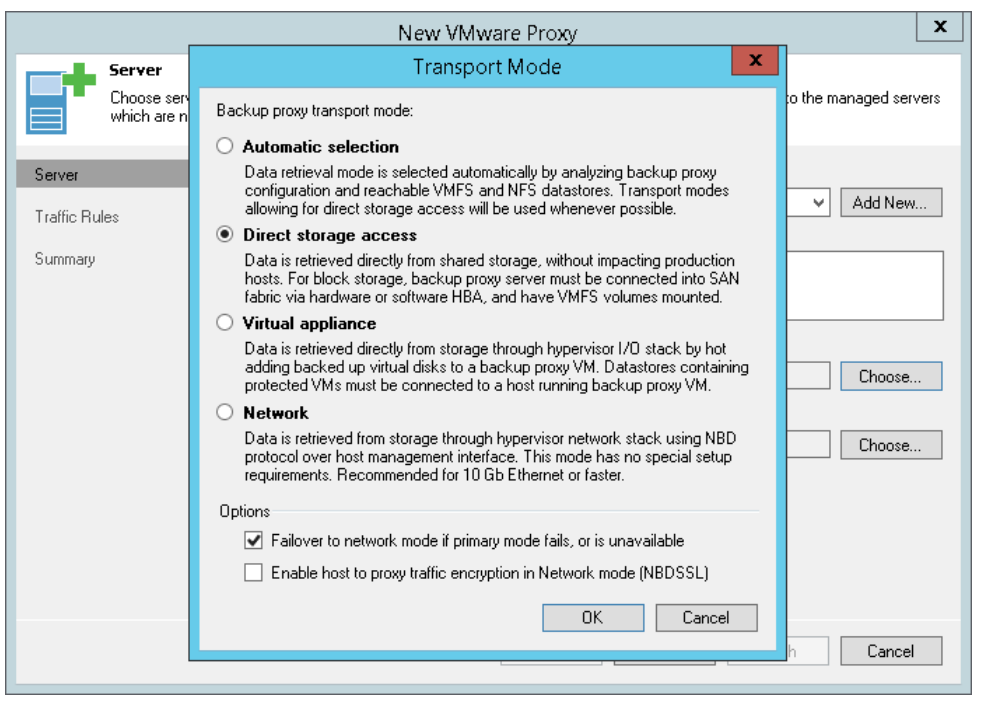 New VMware Proxy
x
Transport Mode
x
Server
Choose
to the managed servers
which are
Server
Traffic Rules
Summary
Add New...
Choose...
Choose...
Backup proxy transport mode:
Automatic selection
Data retrieval mode is selected automatically by analyzing backup proxy
configuration and reachable VMFS and NFS datastores. Transport modes
allowing for direct storage access will be used whenever possible.
Direct storage access
Data is retrieved directly from shared storage, without impacting production
hosts. For block storage, backup proxy server must be connected into SAN
fabric via hardware or software HBA, and have VMFS volumes mounted.
Virtual appliance
Data is retrieved directly from storage through hypervisor I/O stack by hot
adding backed up virtual disks to a backup proxy VM. Datastores containing
protected VMs must be connected to a host running backup proxy VM.
Network
Data is retrieved from storage through hypervisor network stack using NBD
protocol over host management interface. This mode has no special setup
requirements. Recommended for 10 Gb Ethernet or faster.
Options
Failover to network mode if primary mode fails, or is unavailable
Enable host to proxy traffic encryption in Network mode (NBDSSL)
OK
Cancel
Cancel